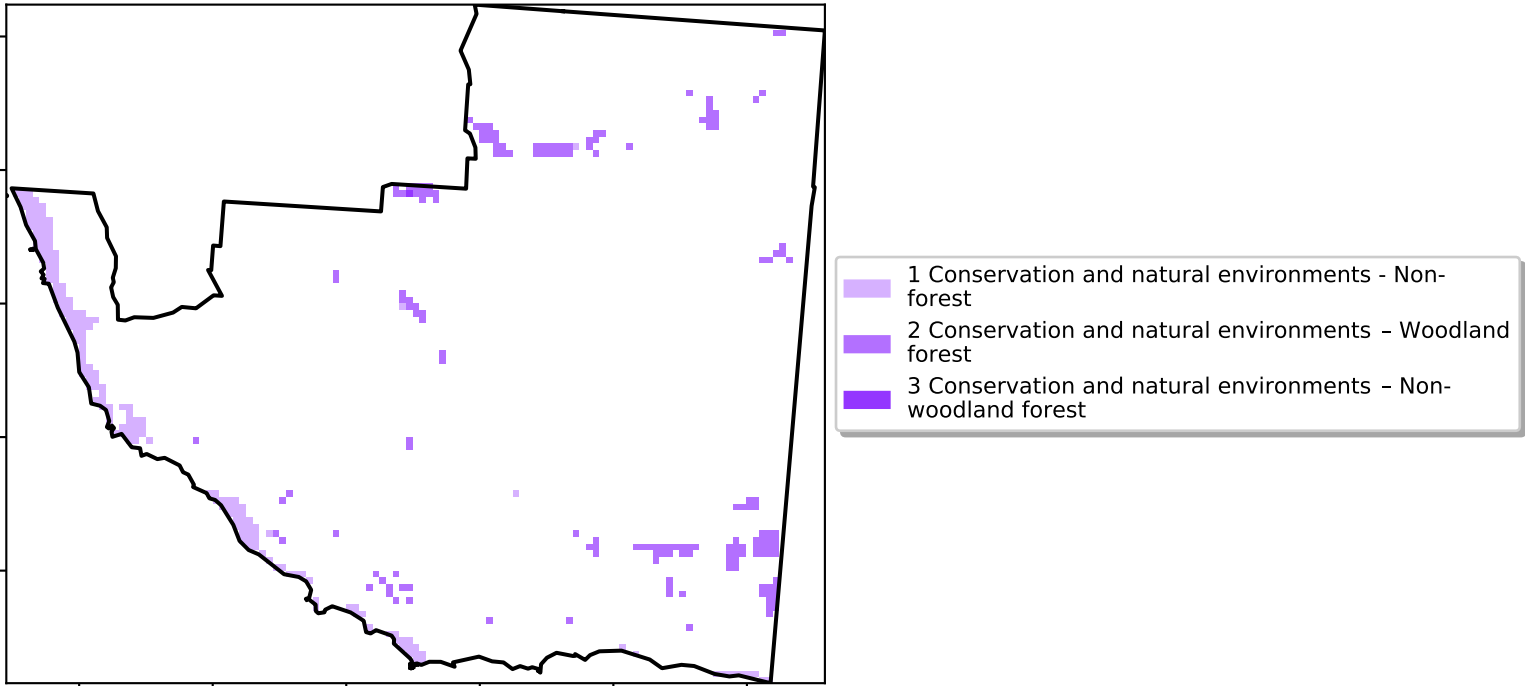 1 Conservation and natural environments - Non-
forest
2 Conservation and natural environments – Woodland
forest
3 Conservation and natural environments – Non-
woodland forest